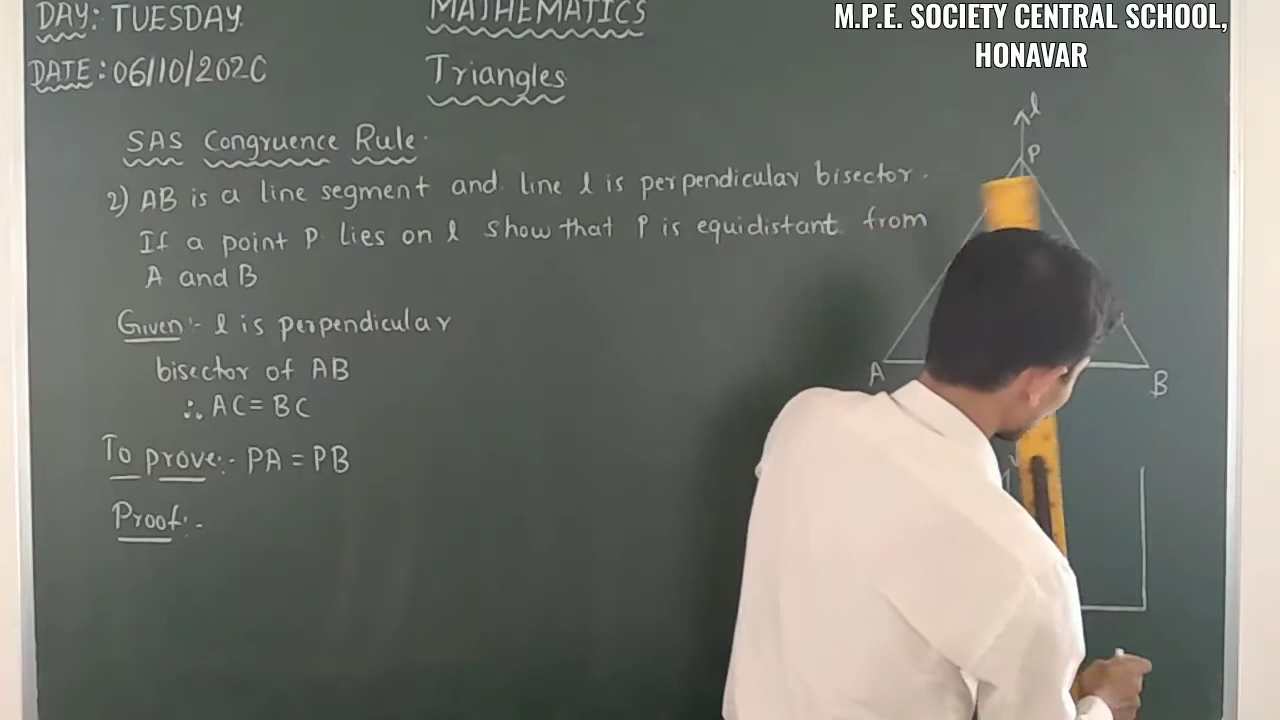 DAY: TUESDAY
DATE: 06/10/2020
MATHEMATICS
Triangles
M.P.E. SOCIETY CENTRAL SCHOOL,
HONAVAR
SAS Congruence Rule.
2) AB is a line segment and line l is perpendicular bisector.
If a point P lies on l show that P is equidistant from
A and B
Given:- l is perpendicular
bisector of AB
∴ AC = BC
To prove:- PA = PB
Proof:-
l
P
A
B